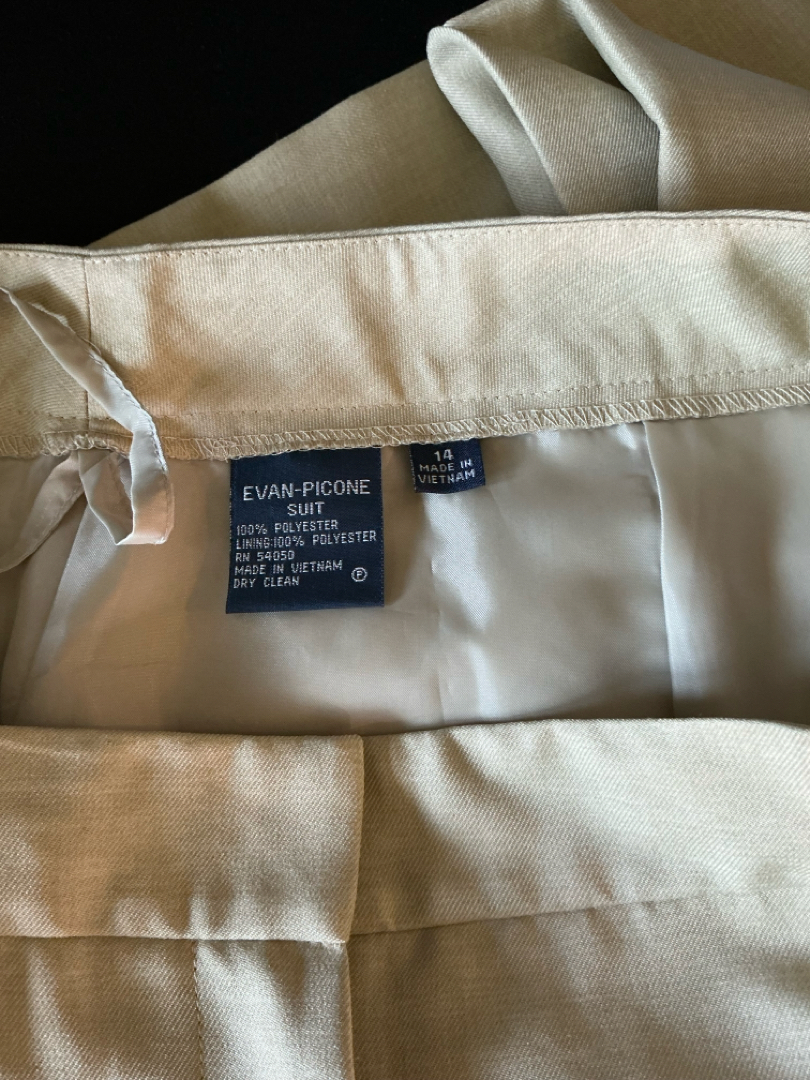 EVAN-PICONE
SUIT
100% POLYESTER
LINING:100% POLYESTER
RN 54050
MADE IN VIETNAM
DRY CLEAN Ⓟ
14
MADE IN
VIETNAM